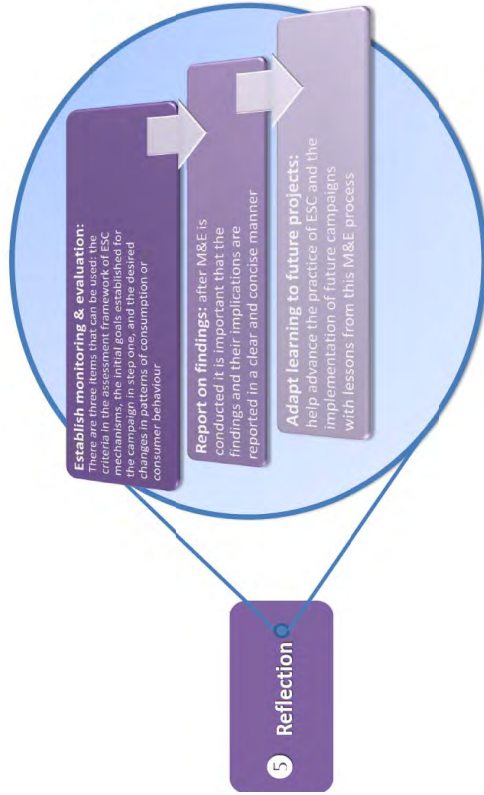 5 Reflection
Establish monitoring & evaluation:
There are three items that can be used: the
criteria in the assessment framework of ESC
mechanisms, the initial goals established for
the campaign in step one, and the desired
changes in patterns of consumption or
consumer behaviour
Report on findings: after M&E is
conducted it is important that the
findings and their implications are
reported in a clear and concise manner
Adapt learning to future projects:
help advance the practice of ESC and the
implementation of future campaigns
with lessons from this M&E process